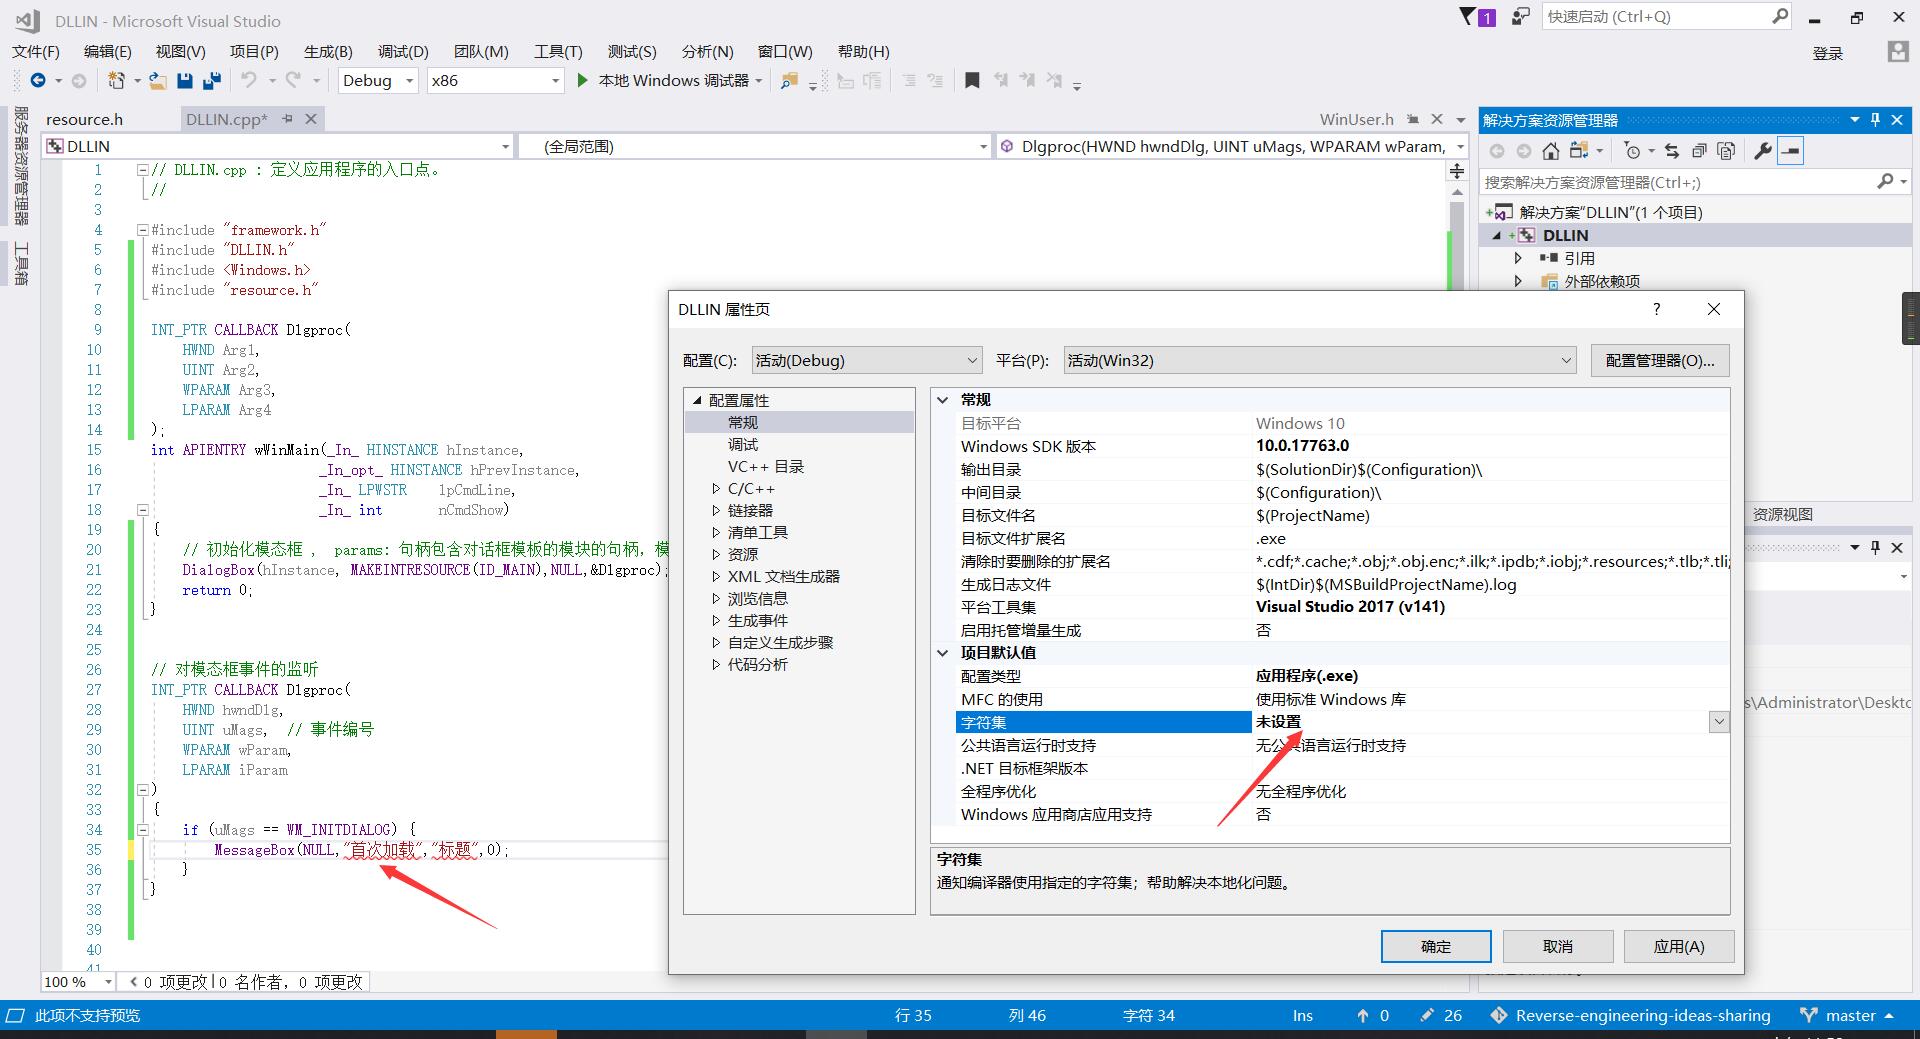 DLLIN - Microsoft Visual Studio
1
快速启动 (Ctrl+Q)
文件(F) 编辑(E) 视图(V) 项目(P) 生成(B) 调试(D) 团队(M) 工具(T) 测试(S) 分析(N) 窗口(W) 帮助(H)
登录
Debug x86 本地 Windows 调试器
服务器资源管理器
工具箱
resource.h DLLIN.cpp* WinUser.h
DLLIN (全局范围) Dlgproc(HWND hwndDlg, UINT uMags, WPARAM wParam,
1 // DLLIN.cpp : 定义应用程序的入口点。
2 //
3
4 #include "framework.h"
5 #include "DLLIN.h"
6 #include <Windows.h>
7 #include "resource.h"
8
9 INT_PTR CALLBACK Dlgproc(
10 HWND Arg1,
11 UINT Arg2,
12 WPARAM Arg3,
13 LPARAM Arg4
14 );
15 int APIENTRY wWinMain(_In_ HINSTANCE hInstance,
16 _In_opt_ HINSTANCE hPrevInstance,
17 _In_ LPWSTR lpCmdLine,
18 _In_ int nCmdShow)
19 {
20 // 初始化模态框 , params: 句柄包含对话框模板的模块的句柄, 模
21 DialogBox(hInstance, MAKEINTRESOURCE(ID_MAIN),NULL,&Dlgproc);
22 return 0;
23 }
24
25
26 // 对模态框事件的监听
27 INT_PTR CALLBACK Dlgproc(
28 HWND hwndDlg,
29 UINT uMags, // 事件编号
30 WPARAM wParam,
31 LPARAM iParam
32 )
33 {
34 if (uMags == WM_INITDIALOG) {
35 MessageBox(NULL,"首次加载","标题",0);
36 }
37 }
38
39
40
41
100 % 0 项更改 | 0 名作者, 0 项更改
解决方案资源管理器
搜索解决方案资源管理器(Ctrl+;)
解决方案"DLLIN"(1 个项目)
DLLIN
引用
外部依赖项
资源视图
s\Administrator\Deskto
DLLIN 属性页
?
配置(C): 活动(Debug) 平台(P): 活动(Win32) 配置管理器(O)...
配置属性
常规
调试
VC++ 目录
C/C++
链接器
清单工具
资源
XML 文档生成器
浏览信息
生成事件
自定义生成步骤
代码分析
常规
目标平台 Windows 10
Windows SDK 版本 10.0.17763.0
输出目录 $(SolutionDir)$(Configuration)\
中间目录 $(Configuration)\
目标文件名 $(ProjectName)
目标文件扩展名 .exe
清除时要删除的扩展名 *.cdf;*.cache;*.obj;*.obj.enc;*.ilk;*.ipdb;*.iobj;*.resources;*.tlb;*.tli;
生成日志文件 $(IntDir)$(MSBuildProjectName).log
平台工具集 Visual Studio 2017 (v141)
启用托管增量生成 否
项目默认值
配置类型 应用程序(.exe)
MFC 的使用 使用标准 Windows 库
字符集 未设置
公共语言运行时支持 无公共语言运行时支持
.NET 目标框架版本
全程序优化 无全程序优化
Windows 应用商店应用支持 否
字符集
通知编译器使用指定的字符集；帮助解决本地化问题。
确定 取消 应用(A)
此项不支持预览 行 35 列 46 字符 34 Ins 0 26 Reverse-engineering-ideas-sharing master